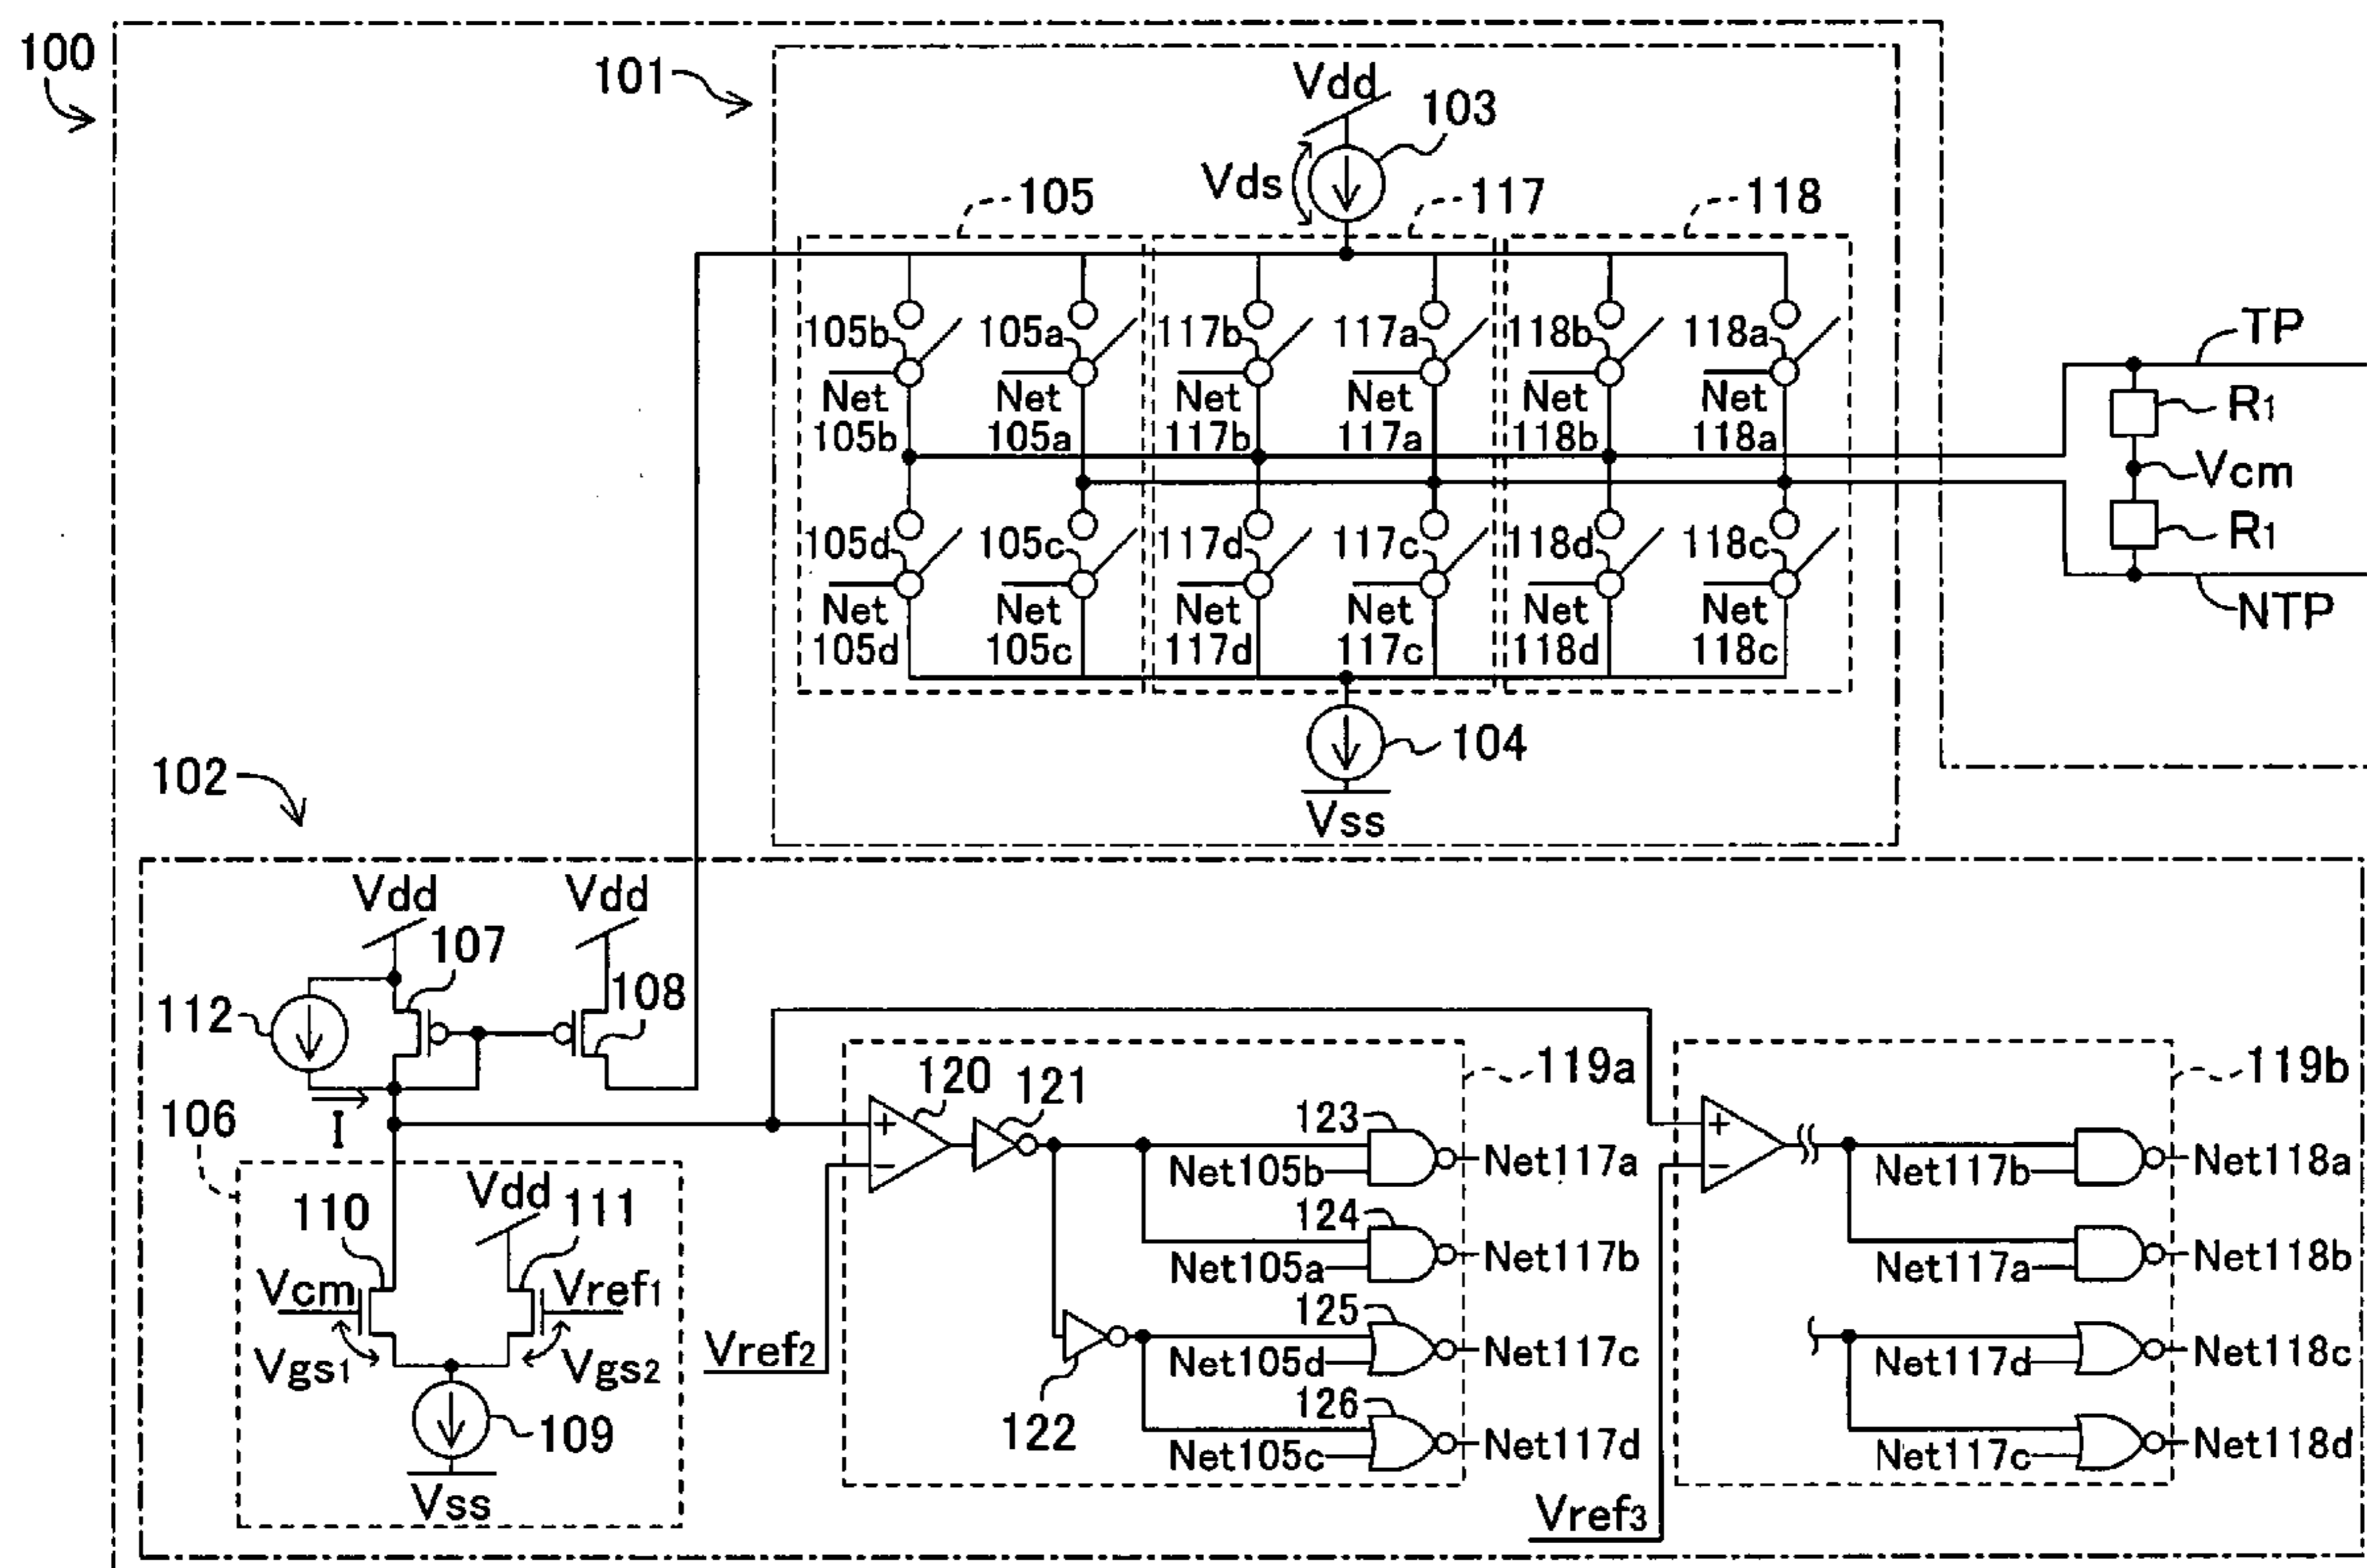 100
101
Vdd
103
Vds
105
117
118
105b
105a
117b
117a
118b
118a
Net
105b
Net
105a
Net
117b
Net
117a
Net
118b
Net
118a
TP
R1
Vcm
R1
NTP
105d
105c
117d
117c
118d
118c
Net
105d
Net
105c
Net
117d
Net
117c
Net
118d
Net
118c
104
Vss
102
Vdd
Vdd
107
108
112
I
106
120
121
119a
119b
123
Net105b
Net117a
Net117b
Net118a
124
Net105a
Net117b
Net117a
Net118b
125
Net105d
Net117c
Net117d
Net118c
126
Net105c
Net117d
Net117c
Net118d
122
+
−
+
−
110
Vdd
111
Vcm
Vref1
Vgs1
Vgs2
109
Vss
Vref2
Vref3